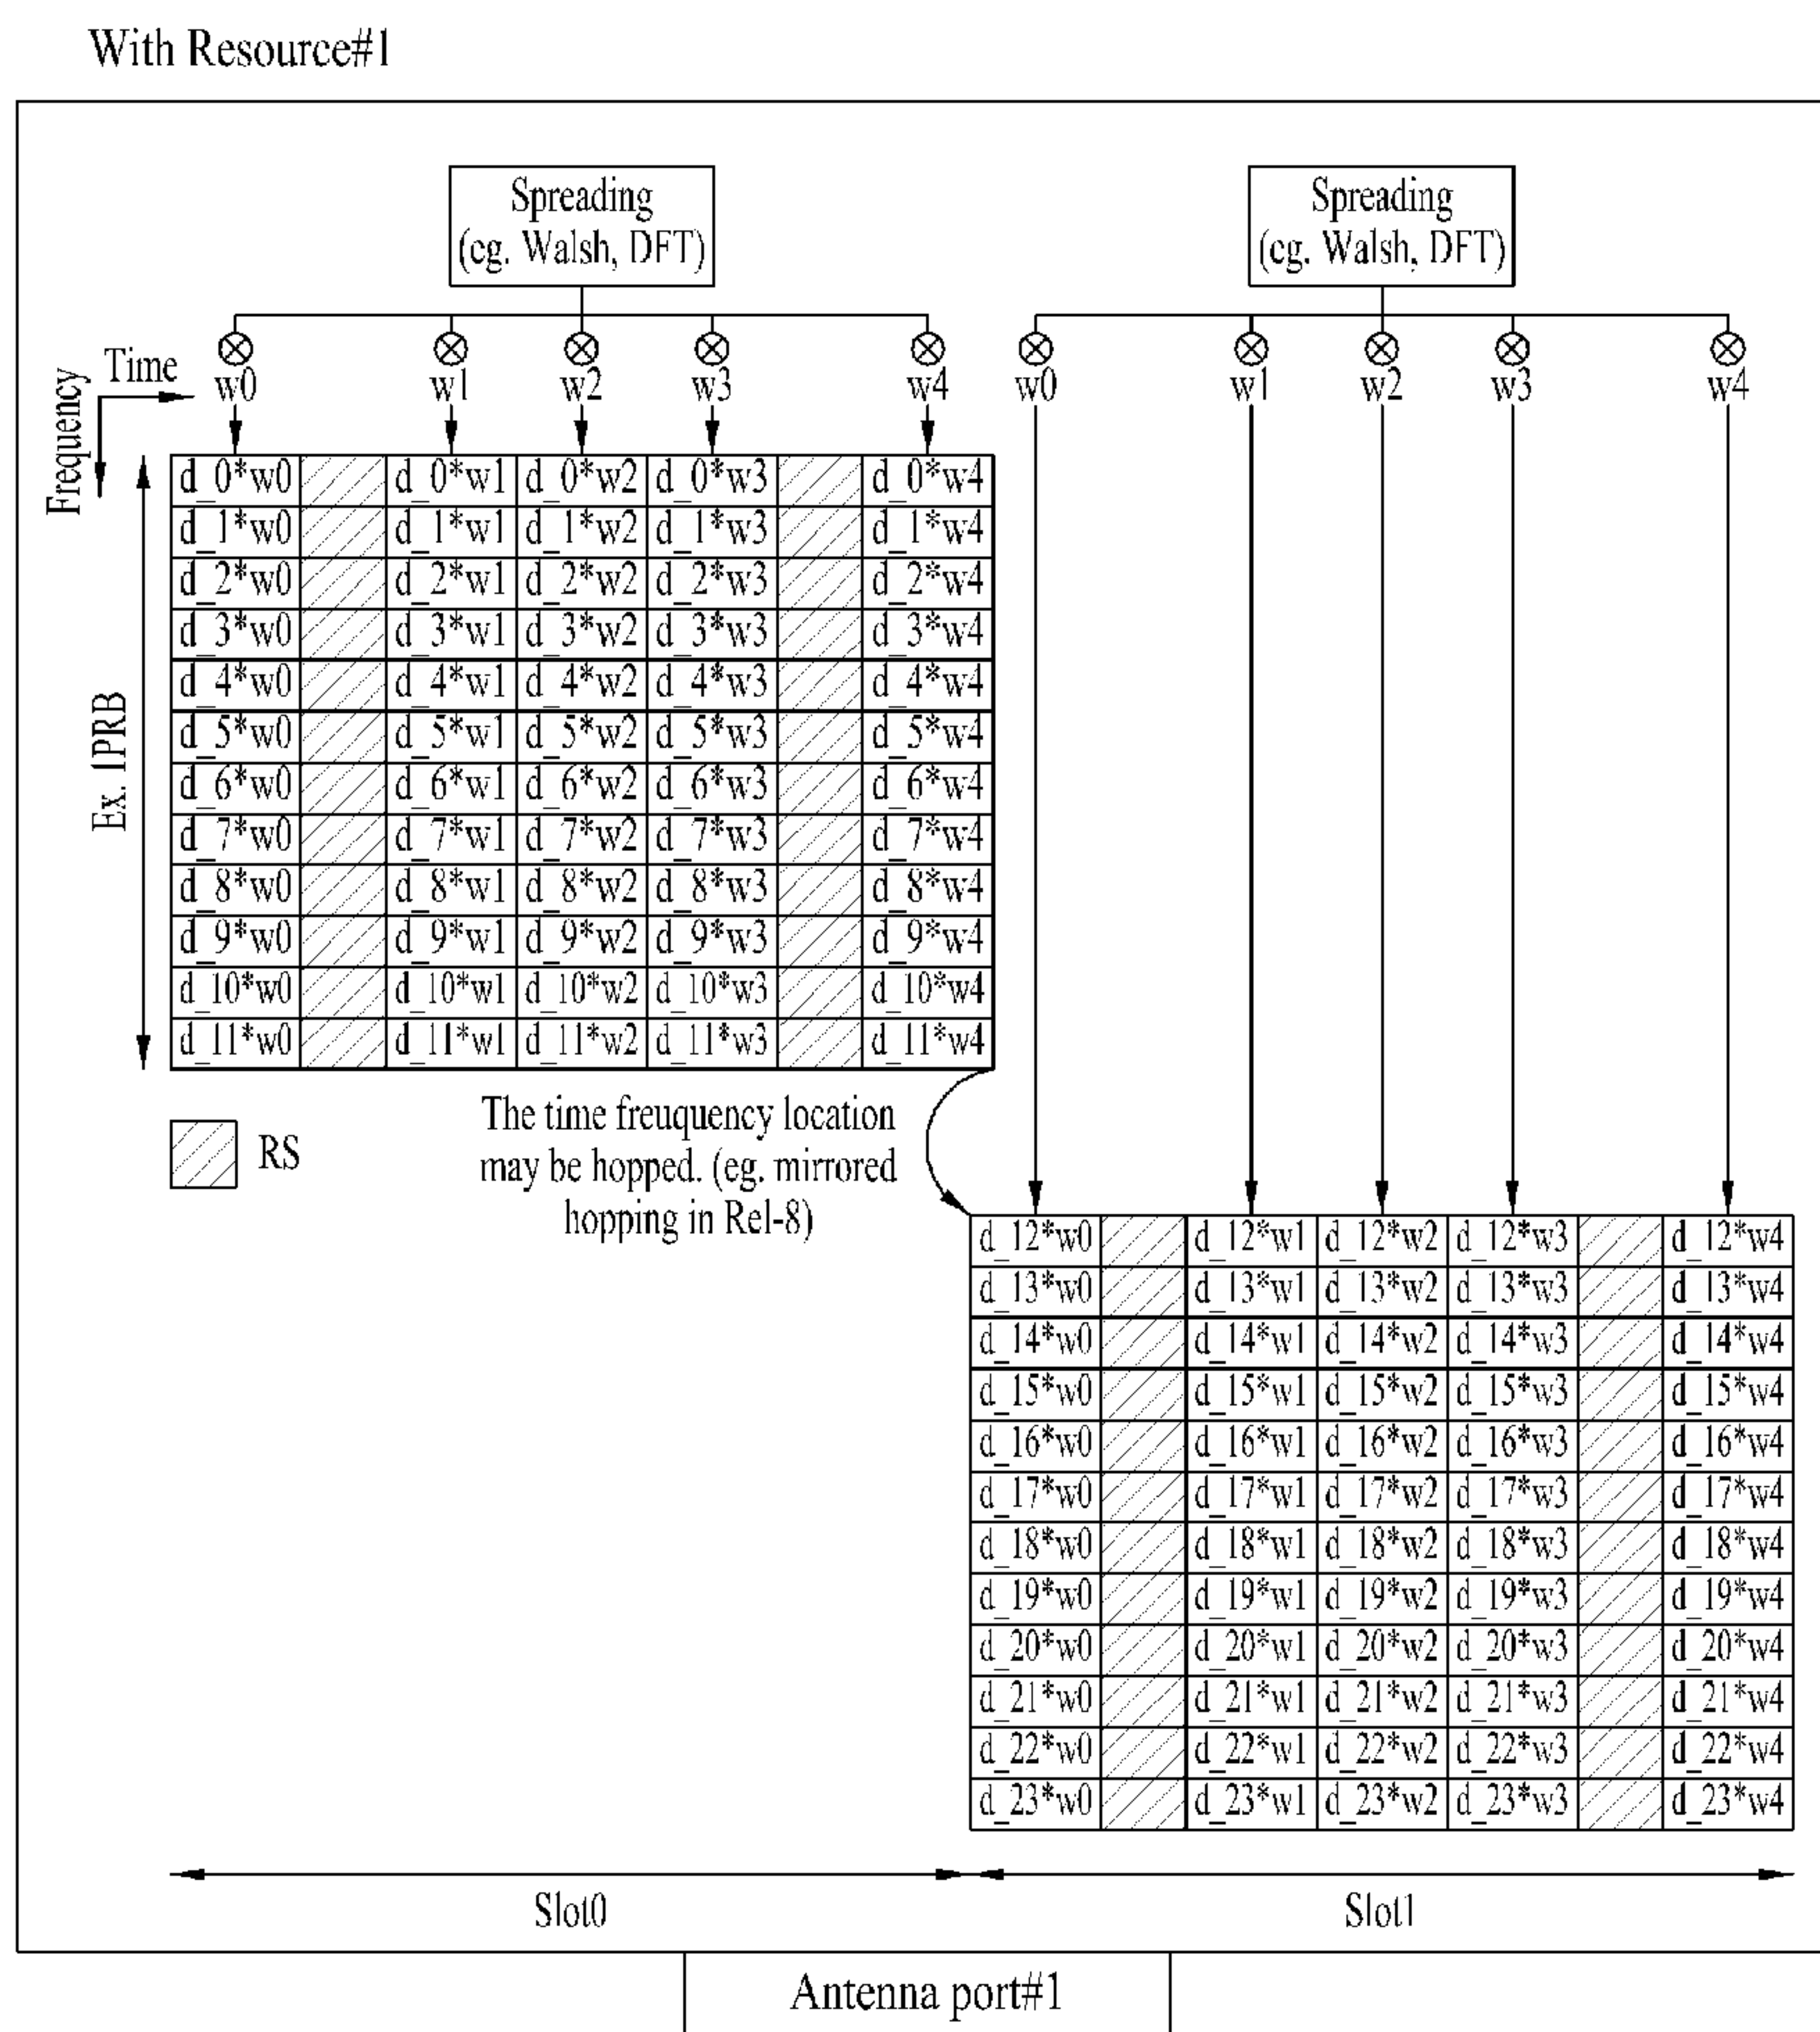 With Resource#1
Spreading
(eg. Walsh, DFT)
Spreading
(eg. Walsh, DFT)
Time
Frequency
w0 w1 w2 w3 w4 w0 w1 w2 w3 w4
Ex. 1PRB
d_0*w0 d_0*w1 d_0*w2 d_0*w3 d_0*w4
d_1*w0 d_1*w1 d_1*w2 d_1*w3 d_1*w4
d_2*w0 d_2*w1 d_2*w2 d_2*w3 d_2*w4
d_3*w0 d_3*w1 d_3*w2 d_3*w3 d_3*w4
d_4*w0 d_4*w1 d_4*w2 d_4*w3 d_4*w4
d_5*w0 d_5*w1 d_5*w2 d_5*w3 d_5*w4
d_6*w0 d_6*w1 d_6*w2 d_6*w3 d_6*w4
d_7*w0 d_7*w1 d_7*w2 d_7*w3 d_7*w4
d_8*w0 d_8*w1 d_8*w2 d_8*w3 d_8*w4
d_9*w0 d_9*w1 d_9*w2 d_9*w3 d_9*w4
d_10*w0 d_10*w1 d_10*w2 d_10*w3 d_10*w4
d_11*w0 d_11*w1 d_11*w2 d_11*w3 d_11*w4
RS
The time freuquency location
may be hopped. (eg. mirrored
hopping in Rel-8)
d_12*w0 d_12*w1 d_12*w2 d_12*w3 d_12*w4
d_13*w0 d_13*w1 d_13*w2 d_13*w3 d_13*w4
d_14*w0 d_14*w1 d_14*w2 d_14*w3 d_14*w4
d_15*w0 d_15*w1 d_15*w2 d_15*w3 d_15*w4
d_16*w0 d_16*w1 d_16*w2 d_16*w3 d_16*w4
d_17*w0 d_17*w1 d_17*w2 d_17*w3 d_17*w4
d_18*w0 d_18*w1 d_18*w2 d_18*w3 d_18*w4
d_19*w0 d_19*w1 d_19*w2 d_19*w3 d_19*w4
d_20*w0 d_20*w1 d_20*w2 d_20*w3 d_20*w4
d_21*w0 d_21*w1 d_21*w2 d_21*w3 d_21*w4
d_22*w0 d_22*w1 d_22*w2 d_22*w3 d_22*w4
d_23*w0 d_23*w1 d_23*w2 d_23*w3 d_23*w4
Slot0 Slot1
Antenna port#1